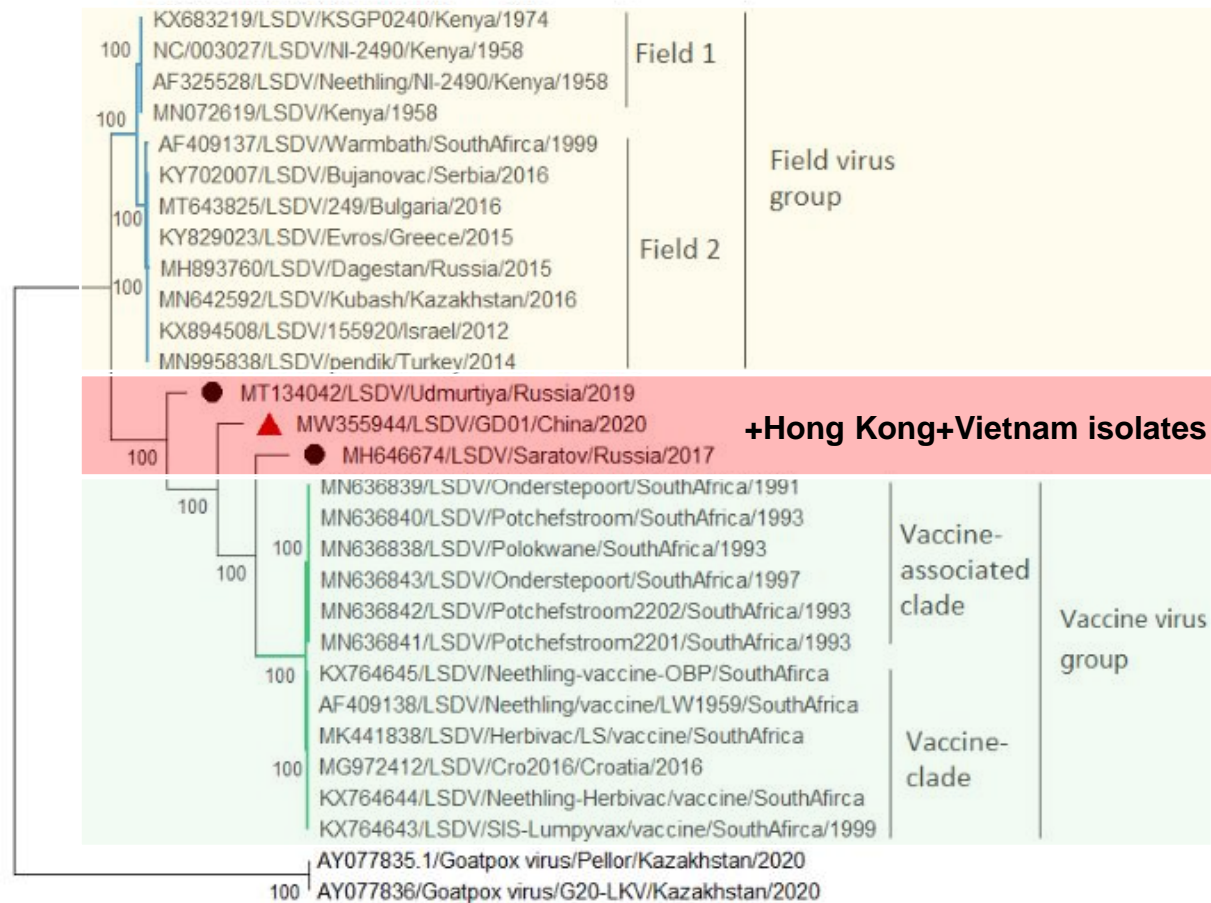 KX683219/LSDV/KSGP0240/Kenya/1974
100
NC/003027/LSDV/NI-2490/Kenya/1958
Field 1
AF325528/LSDV/Neethling/NI-2490/Kenya/1958
MN072619/LSDV/Kenya/1958
100
AF409137/LSDV/Warmbath/SouthAfirca/1999
KY702007/LSDV/Bujanovac/Serbia/2016
Field virus
group
MT643825/LSDV/249/Bulgaria/2016
100
KY829023/LSDV/Evros/Greece/2015
Field 2
MH893760/LSDV/Dagestan/Russia/2015
100
MN642592/LSDV/Kubash/Kazakhstan/2016
KX894508/LSDV/155920/Israel/2012
MN995838/LSDV/pendik/Turkey/2014
MT134042/LSDV/Udmurtiya/Russia/2019
MW355944/LSDV/GD01/China/2020
+Hong Kong+Vietnam isolates
100
MH646674/LSDV/Saratov/Russia/2017
MN636839/LSDV/Onderstepoort/SouthAfrica/1991
100
MN636840/LSDV/Potchefstroom/SouthAfrica/1993
100
MN636838/LSDV/Polokwane/SouthAfrica/1993
Vaccine-
associated
clade
100
MN636843/LSDV/Onderstepoort/SouthAfrica/1997
MN636842/LSDV/Potchefstroom2202/SouthAfrica/1993
MN636841/LSDV/Potchefstroom2201/SouthAfrica/1993
Vaccine virus
group
100
KX764645/LSDV/Neethling-vaccine-OBP/SouthAfirca
AF409138/LSDV/Neethling/vaccine/LW1959/SouthAfrica
MK441838/LSDV/Herbivac/LS/vaccine/SouthAfrica
Vaccine-
clade
100
MG972412/LSDV/Cro2016/Croatia/2016
KX764644/LSDV/Neethling-Herbivac/vaccine/SouthAfirca
KX764643/LSDV/SIS-Lumpyvax/vaccine/SouthAfirca/1999
AY077835.1/Goatpox virus/Pellor/Kazakhstan/2020
100
AY077836/Goatpox virus/G20-LKV/Kazakhstan/2020